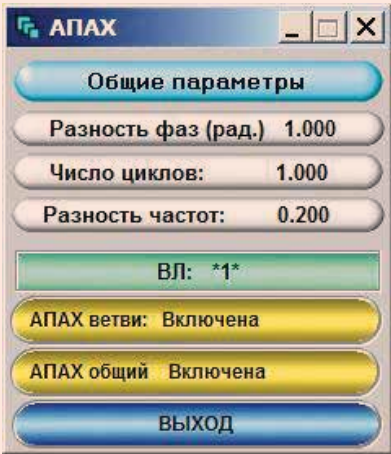 АПАХ
Общие параметры
Разность фаз (рад.) 1.000
Число циклов: 1.000
Разность частот: 0.200
ВЛ: *1*
АПАХ ветви: Включена
АПАХ общий Включена
ВЫХОД